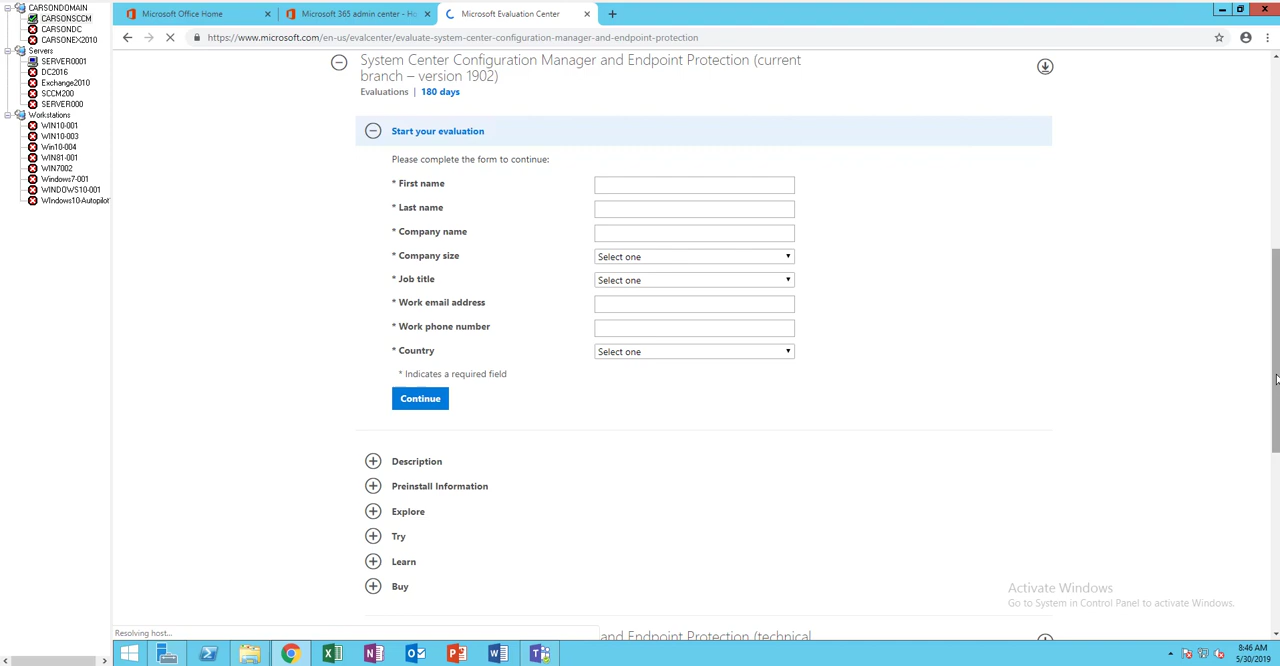 CARSONDOMAIN
CARSONSCCM
CARSONDC
CARSONEX2010
Servers
SERVER0001
DC2016
Exchange2010
SCCM200
SERVER000
Workstations
WIN10-001
WIN10-003
Win10-004
WIN81-001
WIN7002
Windows7-001
WINDOWS10-001
WIndows10-Autopilot
Microsoft Office Home
Microsoft 365 admin center - Ho
Microsoft Evaluation Center
https://www.microsoft.com/en-us/evalcenter/evaluate-system-center-configuration-manager-and-endpoint-protection
System Center Configuration Manager and Endpoint Protection (current
branch – version 1902)
Evaluations | 180 days
Start your evaluation
Please complete the form to continue:
* First name
* Last name
* Company name
* Company size Select one
* Job title Select one
* Work email address
* Work phone number
* Country Select one
* Indicates a required field
Continue
Description
Preinstall Information
Explore
Try
Learn
Buy
Activate Windows
Go to System in Control Panel to activate Windows.
Resolving host...
and Endpoint Protection (technical
8:46 AM
5/30/2019